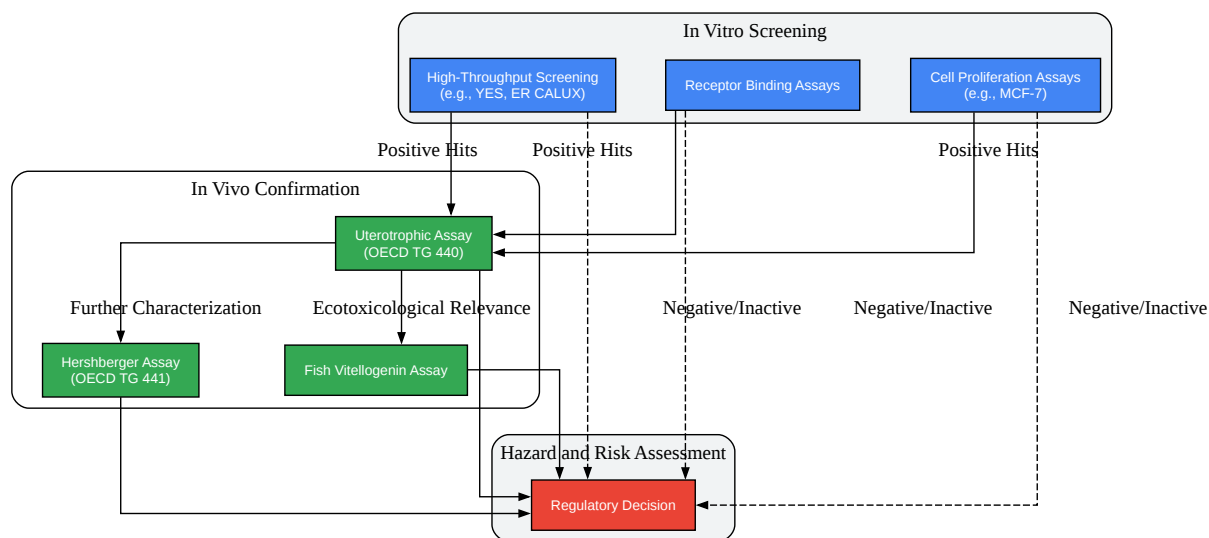 In Vitro Screening
High-Throughput Screening
(e.g., YES, ER CALUX)
Receptor Binding Assays
Cell Proliferation Assays
(e.g., MCF-7)
Positive Hits
Positive Hits
Positive Hits
In Vivo Confirmation
Uterotrophic Assay
(OECD TG 440)
Further Characterization
Ecotoxicological Relevance
Negative/Inactive
Negative/Inactive
Negative/Inactive
Hershberger Assay
(OECD TG 441)
Fish Vitellogenin Assay
Hazard and Risk Assessment
Regulatory Decision